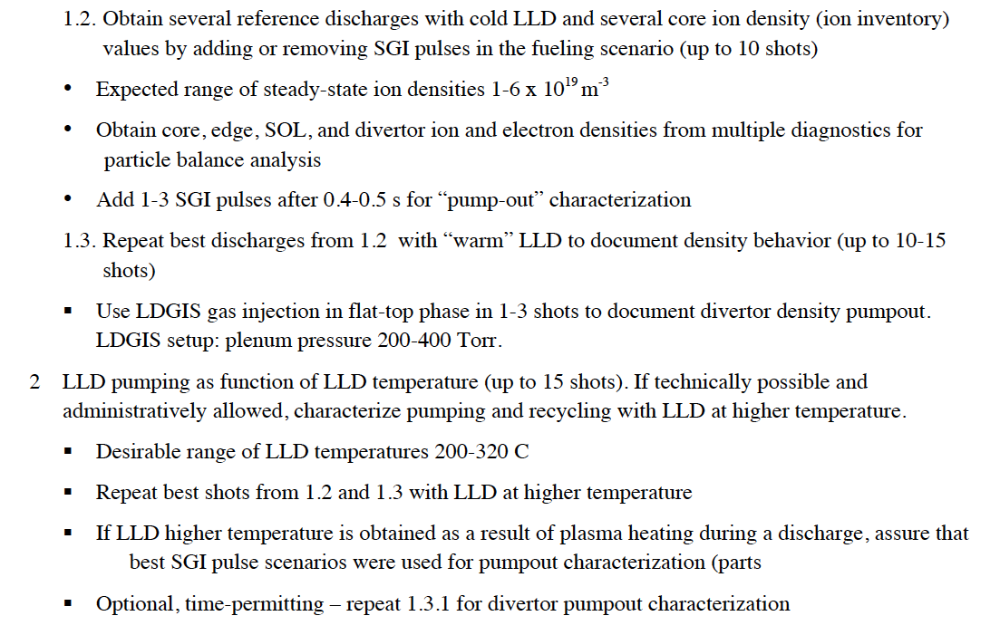 1.2. Obtain several reference discharges with cold LLD and several core ion density (ion inventory)
values by adding or removing SGI pulses in the fueling scenario (up to 10 shots)
• Expected range of steady-state ion densities 1-6 x 10¹⁹ m⁻³
• Obtain core, edge, SOL, and divertor ion and electron densities from multiple diagnostics for
particle balance analysis
• Add 1-3 SGI pulses after 0.4-0.5 s for “pump-out” characterization
1.3. Repeat best discharges from 1.2 with “warm” LLD to document density behavior (up to 10-15
shots)
▪ Use LDGIS gas injection in flat-top phase in 1-3 shots to document divertor density pumpout.
LDGIS setup: plenum pressure 200-400 Torr.
2 LLD pumping as function of LLD temperature (up to 15 shots). If technically possible and
administratively allowed, characterize pumping and recycling with LLD at higher temperature.
▪ Desirable range of LLD temperatures 200-320 C
▪ Repeat best shots from 1.2 and 1.3 with LLD at higher temperature
▪ If LLD higher temperature is obtained as a result of plasma heating during a discharge, assure that
best SGI pulse scenarios were used for pumpout characterization (parts
▪ Optional, time-permitting – repeat 1.3.1 for divertor pumpout characterization